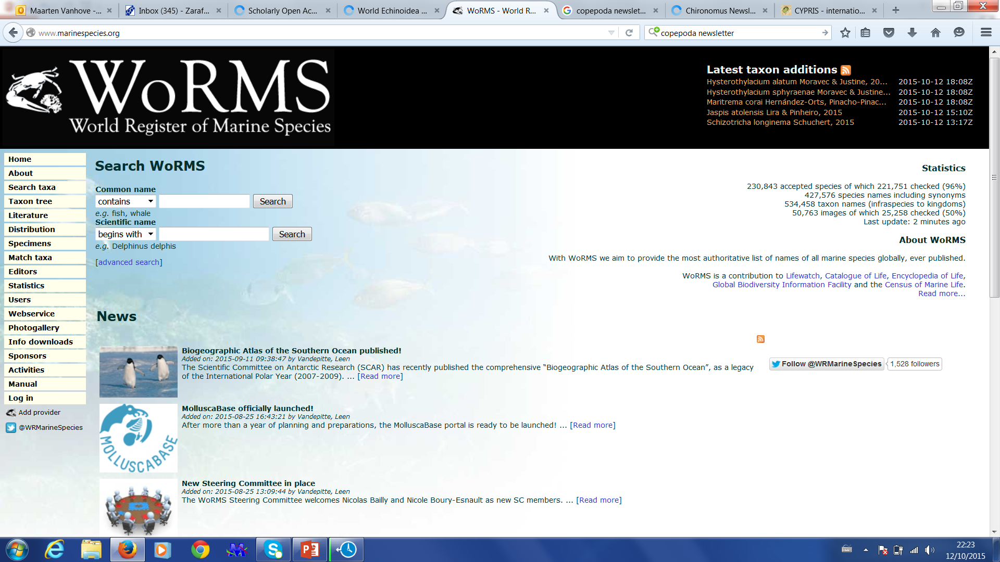 Maarten Vanhove -...
Inbox (345) - Zaraf...
Scholarly Open Ac...
World Echinoidea ...
WoRMS - World R...
copepoda newslet...
Chironomus Newsl...
CYPRIS - internatio...
www.marinespecies.org
copepoda newsletter
WoRMS
World Register of Marine Species
Latest taxon additions
Hysterothylacium alatum Moravec & Justine, 20... 2015-10-12 18:08Z
Hysterothylacium sphyraenae Moravec & Justine... 2015-10-12 18:08Z
Maritrema corai Hernández-Orts, Pinacho-Pinac... 2015-10-12 18:08Z
Jaspis atolensis Lira & Pinheiro, 2015 2015-10-12 15:10Z
Schizotricha longinema Schuchert, 2015 2015-10-12 13:17Z
Home
About
Search taxa
Taxon tree
Literature
Distribution
Specimens
Match taxa
Editors
Statistics
Users
Webservice
Photogallery
Info downloads
Sponsors
Activities
Manual
Log in
Add provider
@WRMarineSpecies
Search WoRMS
Common name
contains Search
e.g. fish, whale
Scientific name
begins with Search
e.g. Delphinus delphis
[advanced search]
Statistics
230,843 accepted species of which 221,751 checked (96%)
427,576 species names including synonyms
534,458 taxon names (infraspecies to kingdoms)
50,763 images of which 25,258 checked (50%)
Last update: 2 minutes ago
About WoRMS
With WoRMS we aim to provide the most authoritative list of names of all marine species globally, ever published.
WoRMS is a contribution to Lifewatch, Catalogue of Life, Encyclopedia of Life,
Global Biodiversity Information Facility and the Census of Marine Life.
Read more...
News
Biogeographic Atlas of the Southern Ocean published!
Added on: 2015-09-11 09:38:47 by Vandepitte, Leen
The Scientific Committee on Antarctic Research (SCAR) has recently published the comprehensive “Biogeographic Atlas of the Southern Ocean”, as a legacy
of the International Polar Year (2007-2009). ... [Read more]
Follow @WRMarineSpecies 1,528 followers
MOLLUSCABASE
MolluscaBase officially launched!
Added on: 2015-08-25 16:43:21 by Vandepitte, Leen
After more than a year of planning and preparations, the MolluscaBase portal is ready to be launched! ... [Read more]
New Steering Committee in place
Added on: 2015-08-25 13:09:44 by Vandepitte, Leen
The WoRMS Steering Committee welcomes Nicolas Bailly and Nicole Boury-Esnault as new SC members. ... [Read more]
22:23
12/10/2015